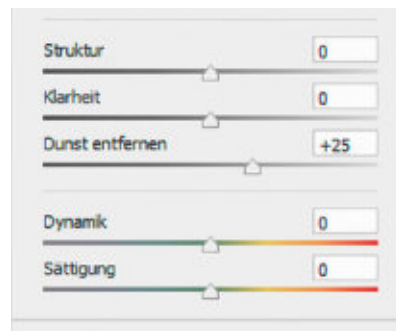 Struktur 0
Klarheit 0
Dunst entfernen +25
Dynamik 0
Sättigung 0